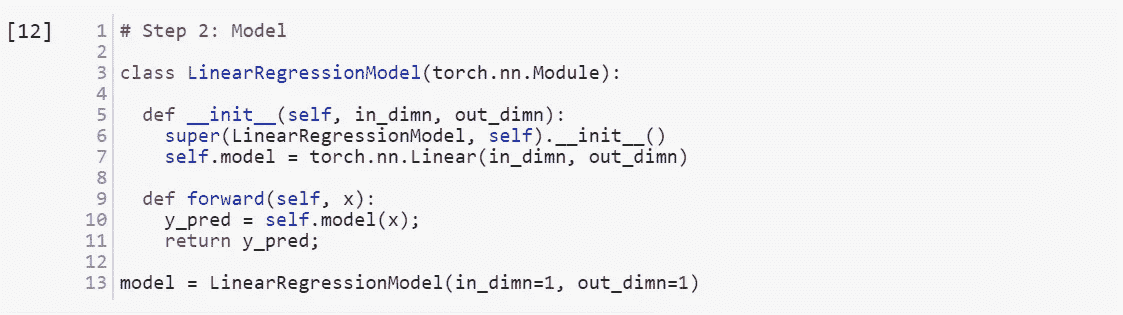 [12] 1 # Step 2: Model
2
3 class LinearRegressionModel(torch.nn.Module):
4
5   def __init__(self, in_dimn, out_dimn):
6     super(LinearRegressionModel, self).__init__()
7     self.model = torch.nn.Linear(in_dimn, out_dimn)
8
9   def forward(self, x):
10     y_pred = self.model(x);
11     return y_pred;
12
13 model = LinearRegressionModel(in_dimn=1, out_dimn=1)